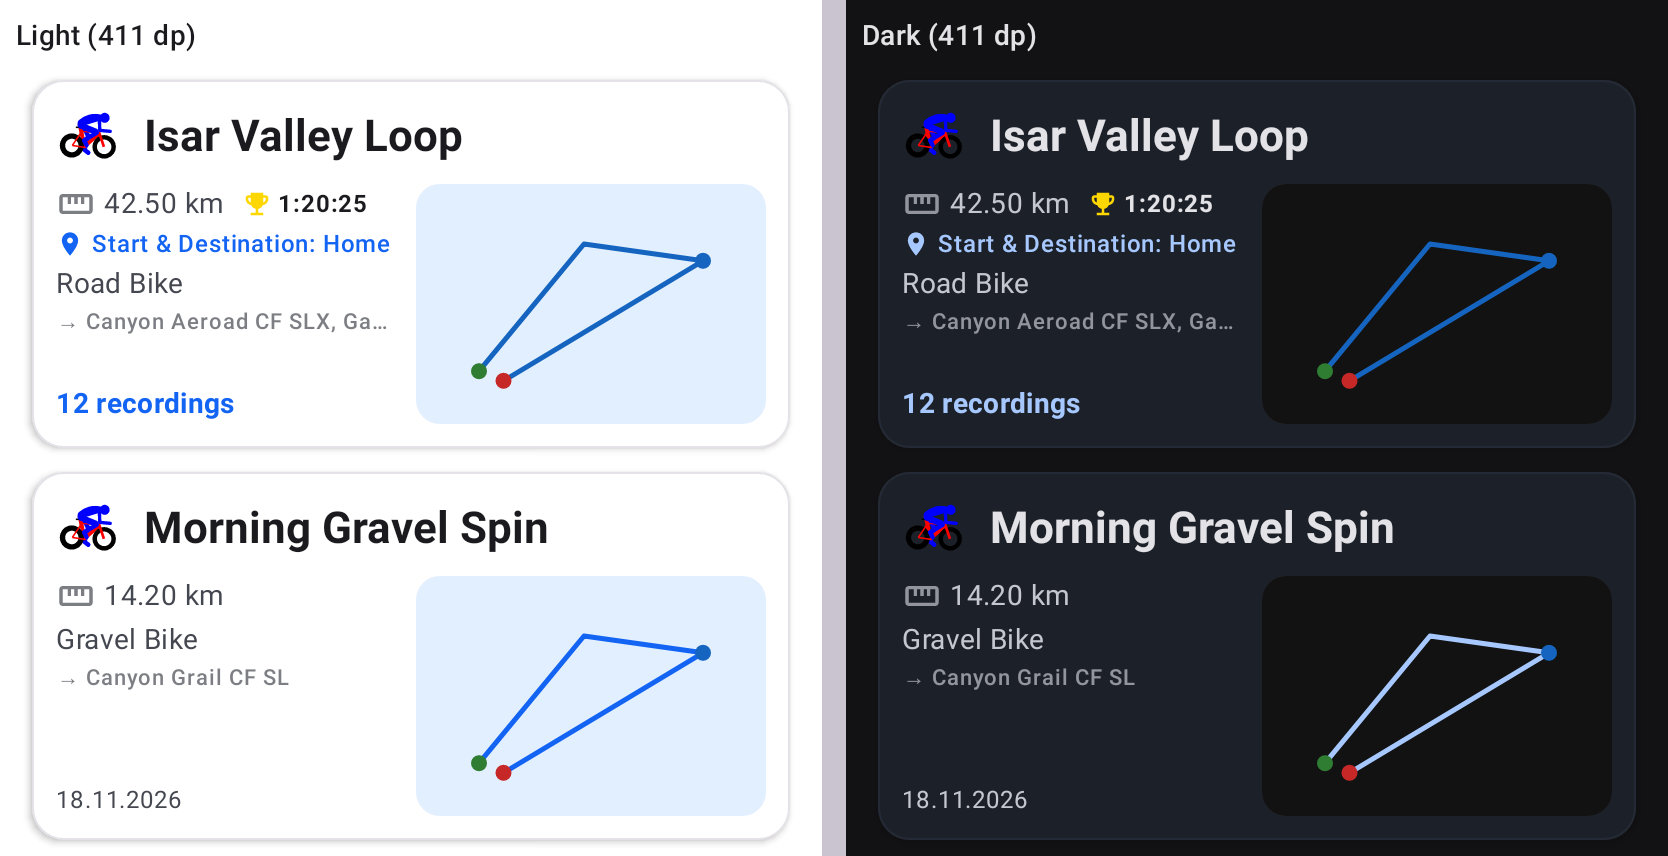 Light (411 dp)
Isar Valley Loop
42.50 km 1:20:25
Start & Destination: Home
Road Bike
→ Canyon Aeroad CF SLX, Ga…
12 recordings
Morning Gravel Spin
14.20 km
Gravel Bike
→ Canyon Grail CF SL
18.11.2026
Dark (411 dp)
Isar Valley Loop
42.50 km 1:20:25
Start & Destination: Home
Road Bike
→ Canyon Aeroad CF SLX, Ga…
12 recordings
Morning Gravel Spin
14.20 km
Gravel Bike
→ Canyon Grail CF SL
18.11.2026